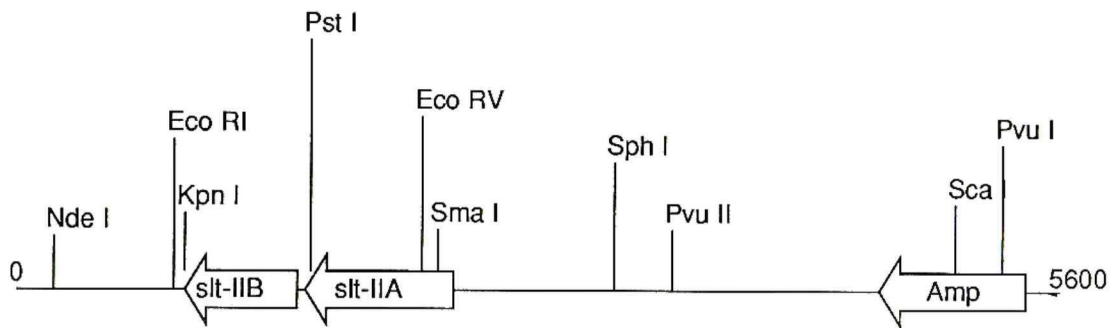 Pst I
Eco RV
Eco RI
Pvu I
Sph I
Kpn I
Sca I
Nde I
Sma I
Pvu II
0
5600
slt-IIB
slt-IIA
Amp